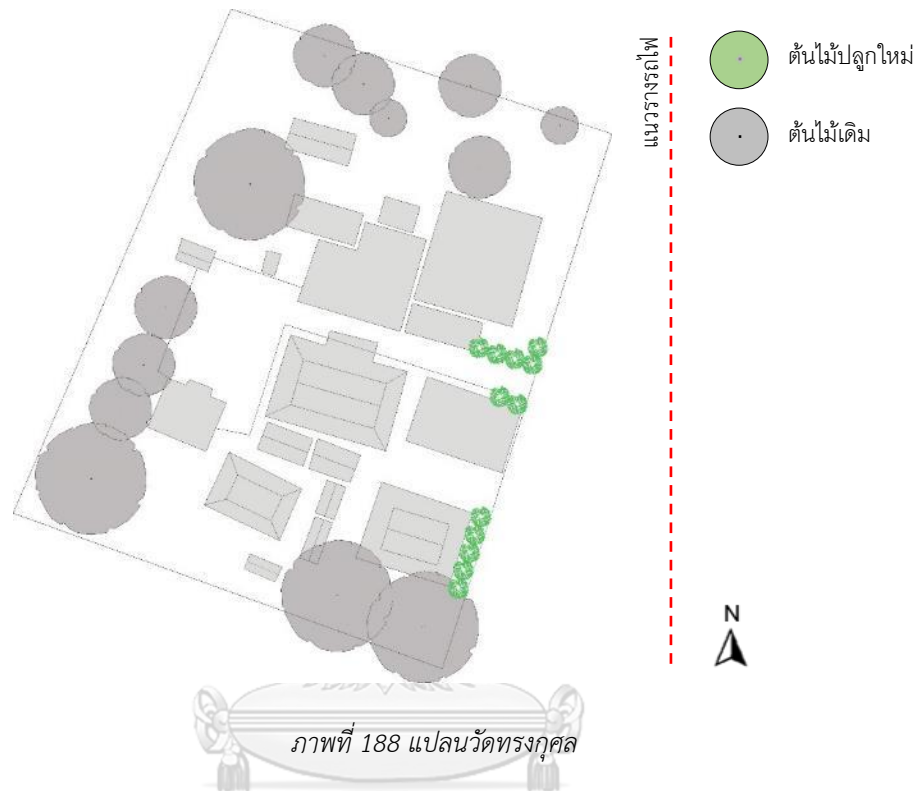 แนวรางรถไฟ
ต้นไม้ปลูกใหม่
ต้นไม้เดิม
N
ภาพที่ 188 แปลนวัดทรงกุศล